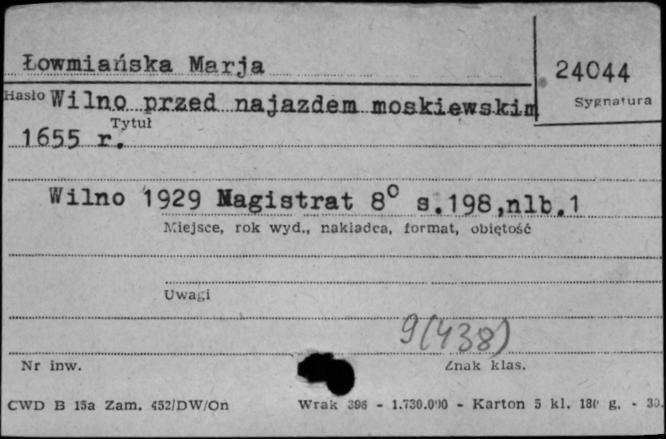 Łowmiańska Marja
24044
Hasło
Sygnatura
Wilno przed najazdem moskiewskim
Tytuł
1655 r.
Wilno 1929 Magistrat 8° s.198,nlb.1
Miejsce, rok wyd., nakładca, format, objętość
Uwagi
9(438)
Nr inw.
Znak klas.
CWD B 15a Zam. 452/DW/On Wrak 396 - 1.730.000 - Karton 5 kl. 180 g. - 30.